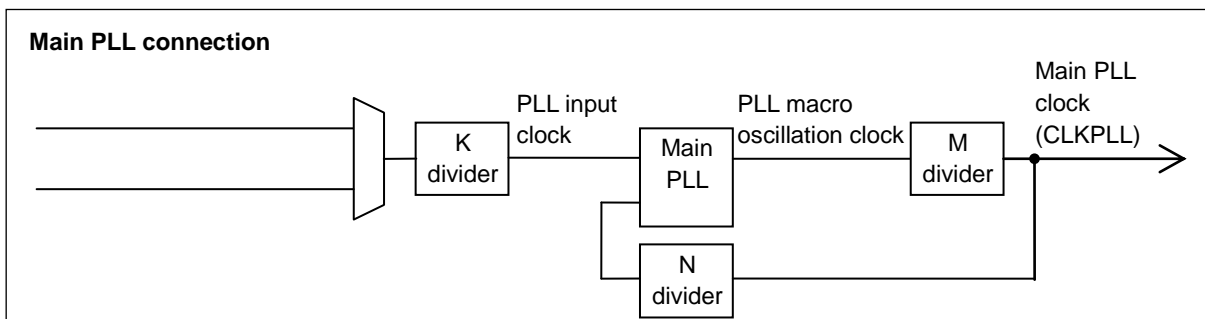 Main PLL connection
K
divider
PLL input
clock
Main
PLL
PLL macro
oscillation clock
M
divider
Main PLL
clock
(CLKPLL)
N
divider